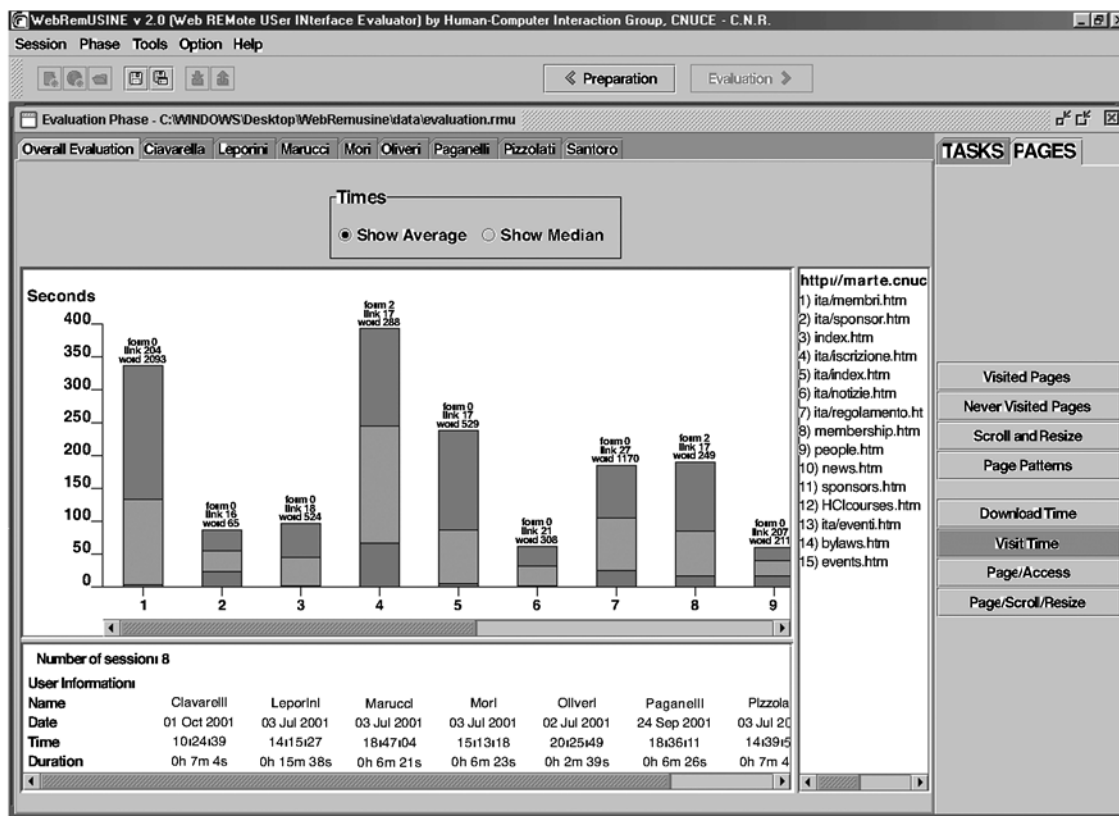 WebRemUSINE v 2.0 (Web REMote USer INterface Evaluator) by Human-Computer Interaction Group, CNUCE - C.N.R.
Session Phase Tools Option Help
Preparation Evaluation
Evaluation Phase - C:\WINDOWS\Desktop\WebRemusine\data\evaluation.rmu
Overall Evaluation Ciavarella Leporini Marucci Mori Oliveri Paganelli Pizzolati Santoro
TASKS PAGES
Times
Show Average Show Median
Seconds
400
350
300
250
200
150
100
50
0
form 0
link 204
word 2093
form 0
link 16
word 65
form 0
link 18
word 524
form 2
link 17
word 288
form 0
link 17
word 529
form 0
link 21
word 308
form 0
link 27
word 1170
form 2
link 17
word 249
form 0
link 207
word 211
1 2 3 4 5 6 7 8 9
http://marte.cnuc
1) ita/membri.htm
2) ita/sponsor.htm
3) index.htm
4) ita/iscrizione.htm
5) ita/index.htm
6) ita/notizie.htm
7) ita/regolamento.ht
8) membership.htm
9) people.htm
10) news.htm
11) sponsors.htm
12) HCIcourses.htm
13) ita/eventi.htm
14) bylaws.htm
15) events.htm
Visited Pages
Never Visited Pages
Scroll and Resize
Page Patterns
Download Time
Visit Time
Page/Access
Page/Scroll/Resize
Number of session: 8
User Information:
Name Ciavarelli Leporini Marucci Mori Oliveri Paganelli Pizzola
Date 01 Oct 2001 03 Jul 2001 03 Jul 2001 03 Jul 2001 02 Jul 2001 24 Sep 2001 03 Jul 20
Time 10:24:39 14:15:27 18:47:04 15:13:18 20:25:49 18:36:11 14:39:5
Duration 0h 7m 4s 0h 15m 38s 0h 6m 21s 0h 6m 23s 0h 2m 39s 0h 6m 26s 0h 7m 4